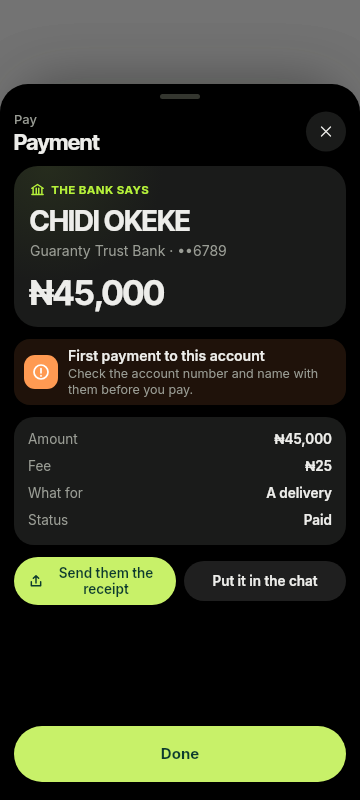 Pay
Payment
THE BANK SAYS
CHIDI OKEKE
Guaranty Trust Bank · ••6789
₦45,000
First payment to this account
Check the account number and name with
them before you pay.
Amount ₦45,000
Fee ₦25
What for A delivery
Status Paid
Send them the
receipt
Put it in the chat
Done